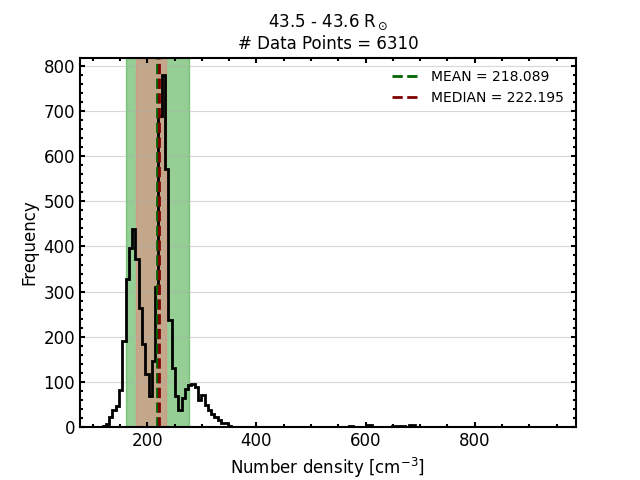 43.5 - 43.6 R⊙
# Data Points = 6310
MEAN = 218.089
MEDIAN = 222.195
800
700
600
500
400
300
200
100
0
Frequency
200
400
600
800
Number density [cm⁻³]